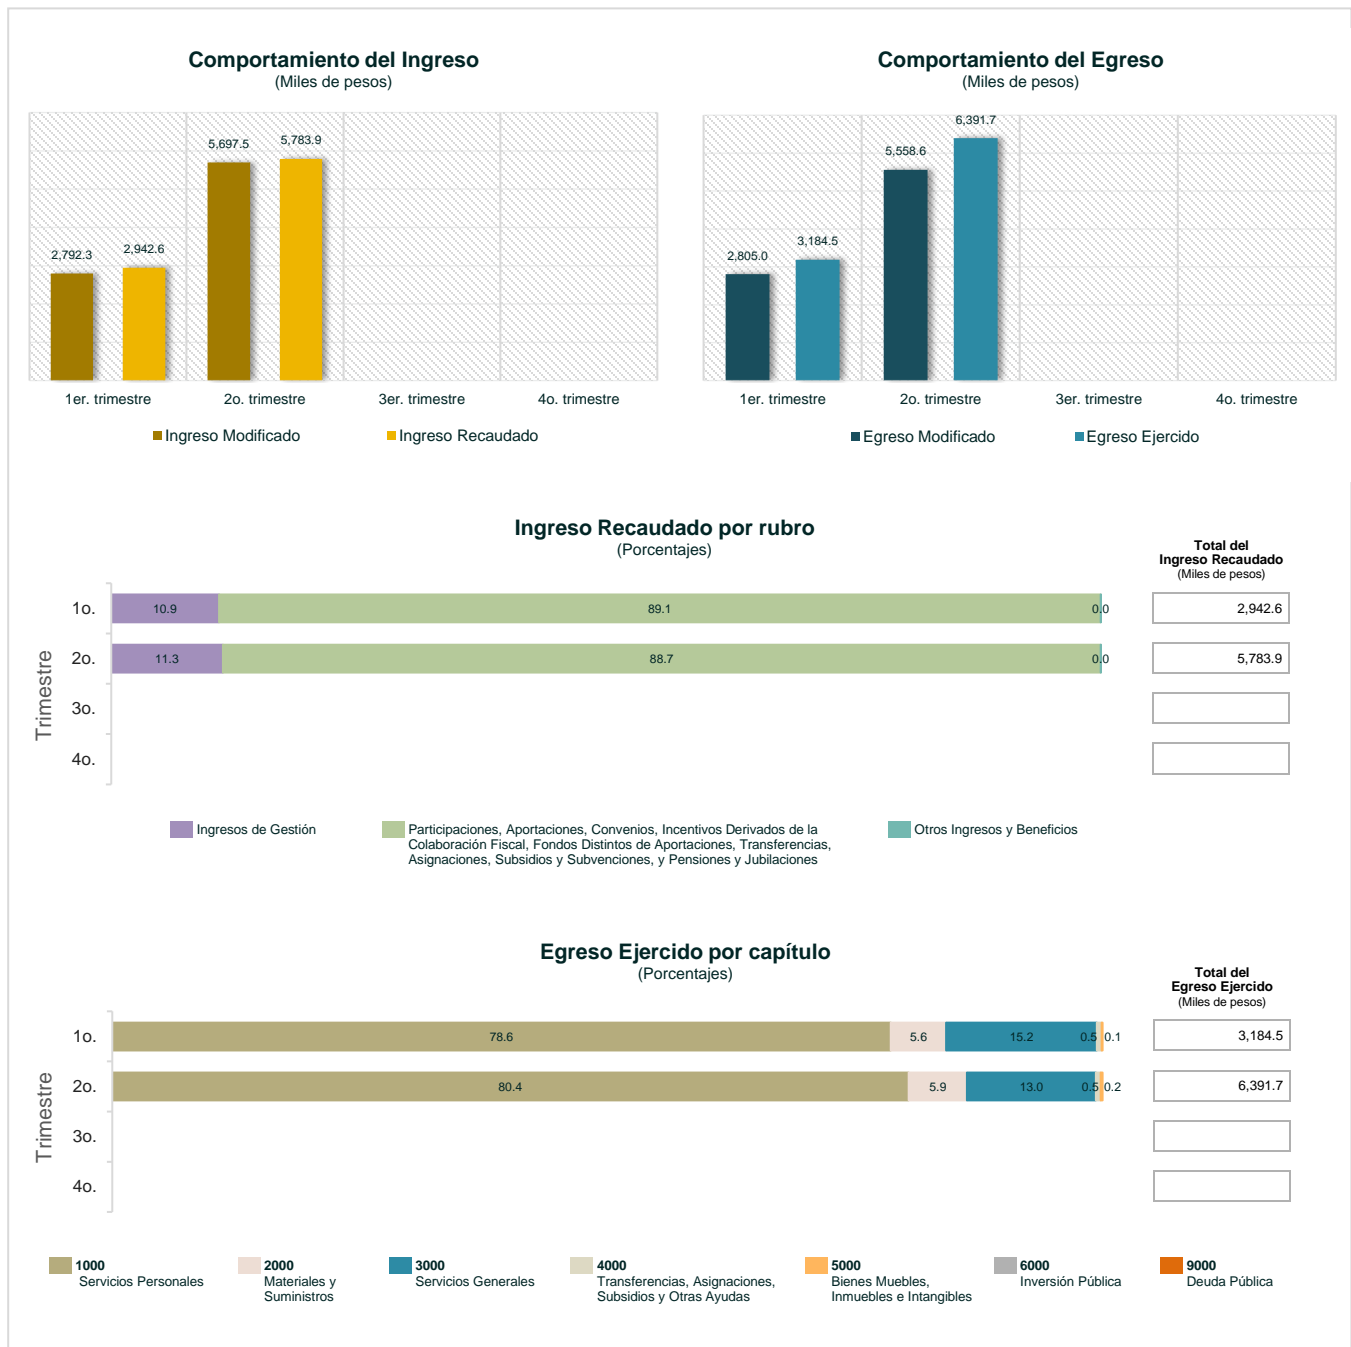 Comportamiento del Ingreso
(Miles de pesos)
2,792.3
2,942.6
5,697.5
5,783.9
1er. trimestre
2o. trimestre
3er. trimestre
4o. trimestre
Ingreso Modificado
Ingreso Recaudado
Comportamiento del Egreso
(Miles de pesos)
2,805.0
3,184.5
5,558.6
6,391.7
1er. trimestre
2o. trimestre
3er. trimestre
4o. trimestre
Egreso Modificado
Egreso Ejercido
Ingreso Recaudado por rubro
(Porcentajes)
Total del
Ingreso Recaudado
(Miles de pesos)
Trimestre
1o.
10.9
89.1
0.0
2,942.6
2o.
11.3
88.7
0.0
5,783.9
3o.
4o.
Ingresos de Gestión
Participaciones, Aportaciones, Convenios, Incentivos Derivados de la
Colaboración Fiscal, Fondos Distintos de Aportaciones, Transferencias,
Asignaciones, Subsidios y Subvenciones, y Pensiones y Jubilaciones
Otros Ingresos y Beneficios
Egreso Ejercido por capítulo
(Porcentajes)
Total del
Egreso Ejercido
(Miles de pesos)
Trimestre
1o.
78.6
5.6
15.2
0.5
0.1
3,184.5
2o.
80.4
5.9
13.0
0.5
0.2
6,391.7
3o.
4o.
1000
Servicios Personales
2000
Materiales y
Suministros
3000
Servicios Generales
4000
Transferencias, Asignaciones,
Subsidios y Otras Ayudas
5000
Bienes Muebles,
Inmuebles e Intangibles
6000
Inversión Pública
9000
Deuda Pública